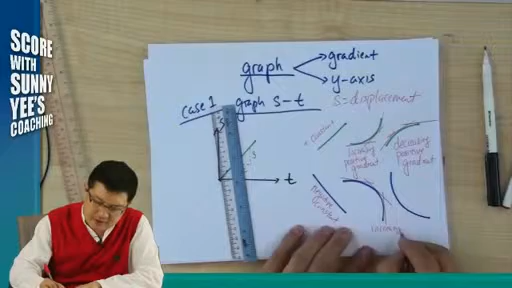 SCORE
WITH
SUNNY
YEE'S
COACHING
graph
gradient
y-axis
Case 1
graph s-t
s = displacement
s
s
t
+ constant
increasing
positive
gradient
decreasing
positive
gradient
negative
constant
increasing